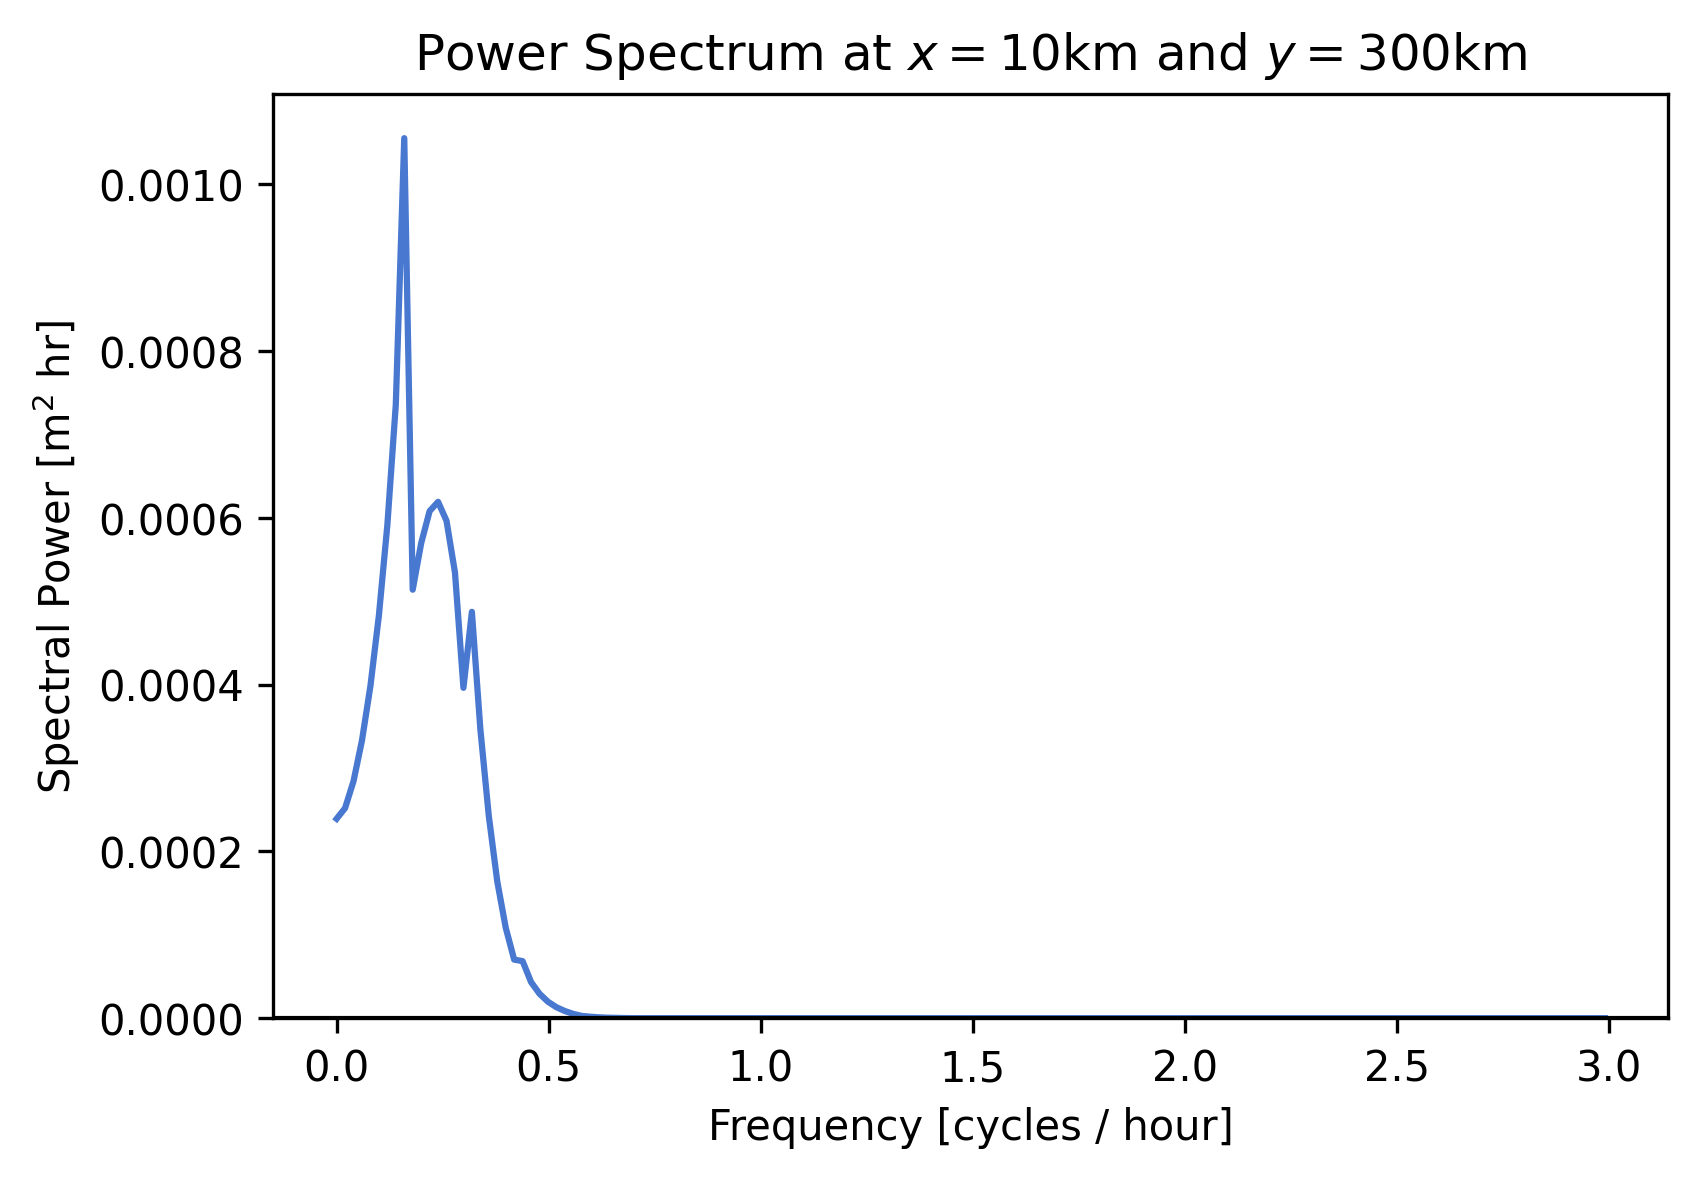 Power Spectrum at x = 10km and y = 300km
Spectral Power [m² hr]
0.0010
0.0008
0.0006
0.0004
0.0002
0.0000
0.0 0.5 1.0 1.5 2.0 2.5 3.0
Frequency [cycles / hour]